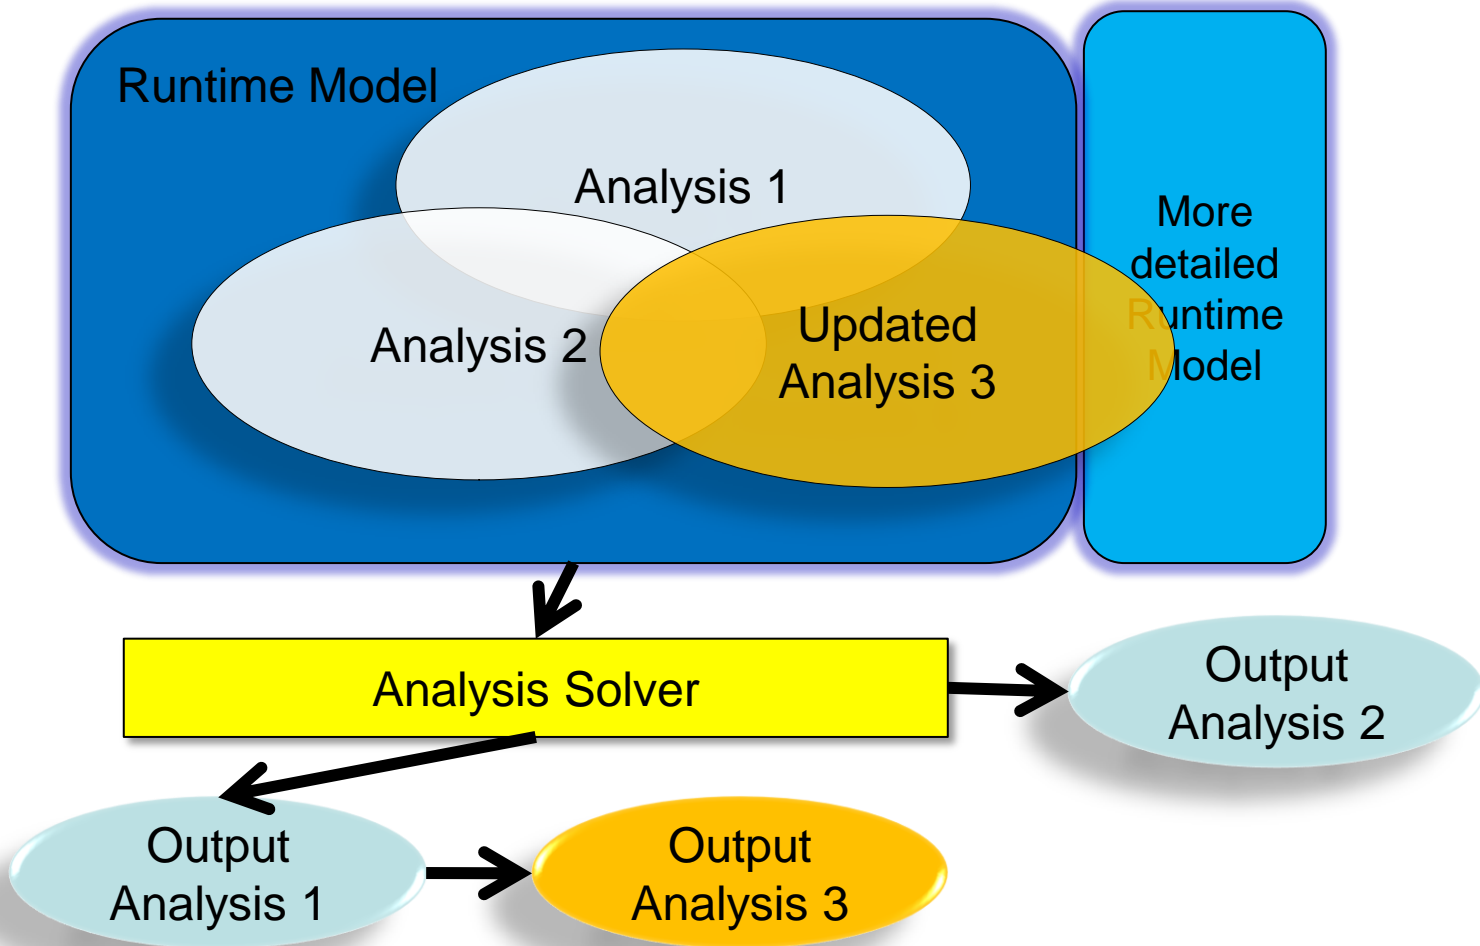 Runtime Model
Analysis 1
Analysis 2
Updated
Analysis 3
More
detailed
Runtime
Model
Analysis Solver
Output
Analysis 2
Output
Analysis 1
Output
Analysis 3